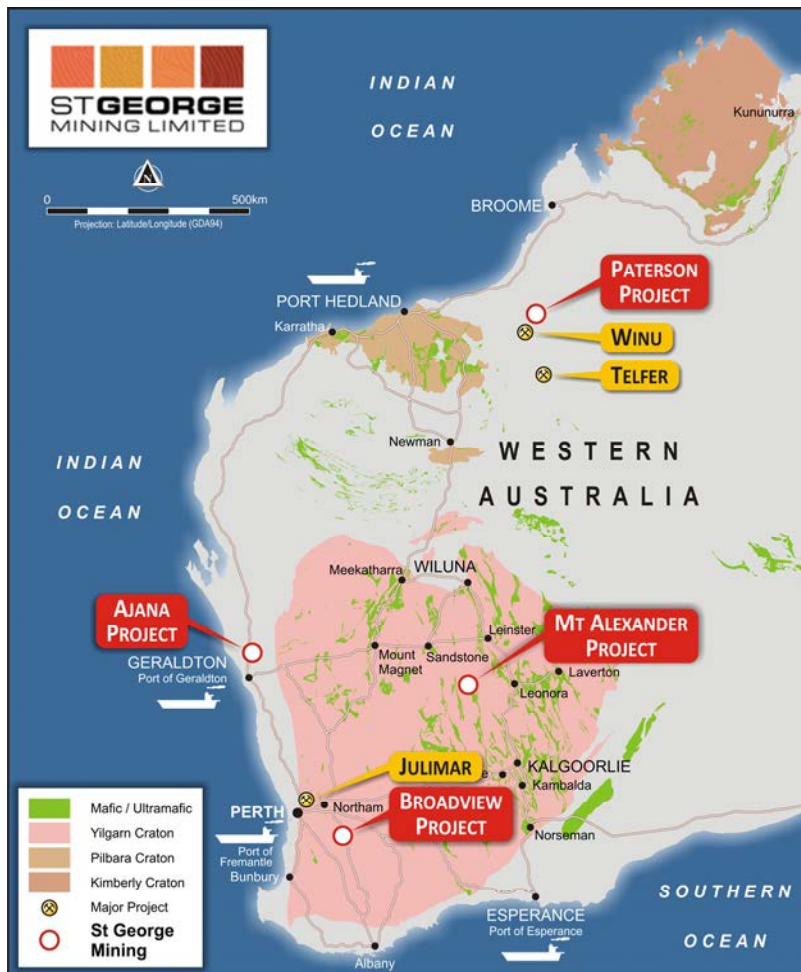 ST GEORGE
MINING LIMITED
N
0 500km
Projection: Latitude/Longitude (GDA94)
INDIAN
OCEAN
Kununurra
BROOME
PATERSON
PROJECT
WINU
TELFER
PORT HEDLAND
Karratha
Newman
WESTERN
AUSTRALIA
INDIAN
OCEAN
Meekatharra
WILUNA
AJANA
PROJECT
GERALDTON
Port of Geraldton
Mount
Magnet
Sandstone
Leinster
MT ALEXANDER
PROJECT
Laverton
Leonora
JULIMAR
KALGOORLIE
Kambalda
PERTH
Northam
BROADVIEW
PROJECT
Norseman
Port of
Fremantle
Bunbury
ESPERANCE
Port of Esperance
Albany
SOUTHERN
OCEAN
Mafic / Ultramafic
Yilgarn Craton
Pilbara Craton
Kimberly Craton
Major Project
St George
Mining